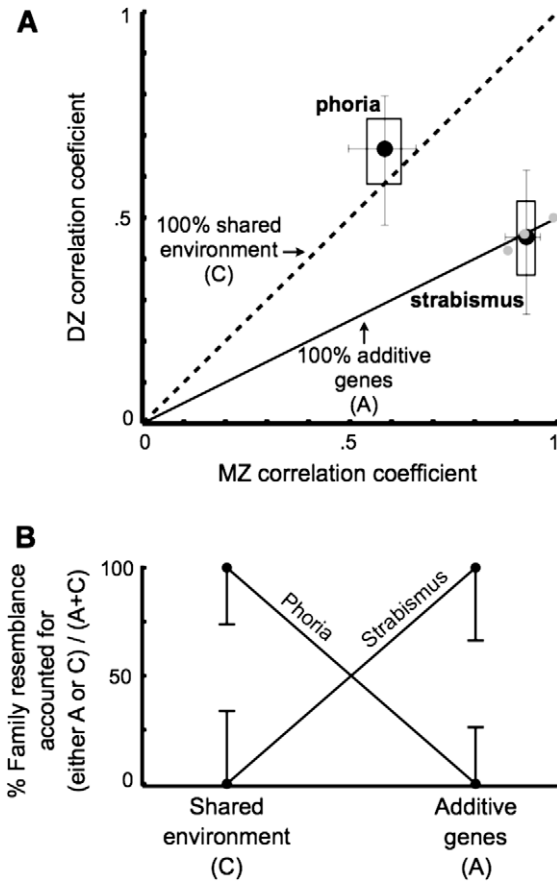 A
1
DZ correlation coeficient
phoria
.5
100% shared
environment
(C)
strabismus
100% additive
genes
(A)
0
0
.5
1
MZ correlation coefficient
B
% Family resemblance
accounted for
(either A or C) / (A+C)
100
50
0
Phoria
Strabismus
Shared
environment
(C)
Additive
genes
(A)